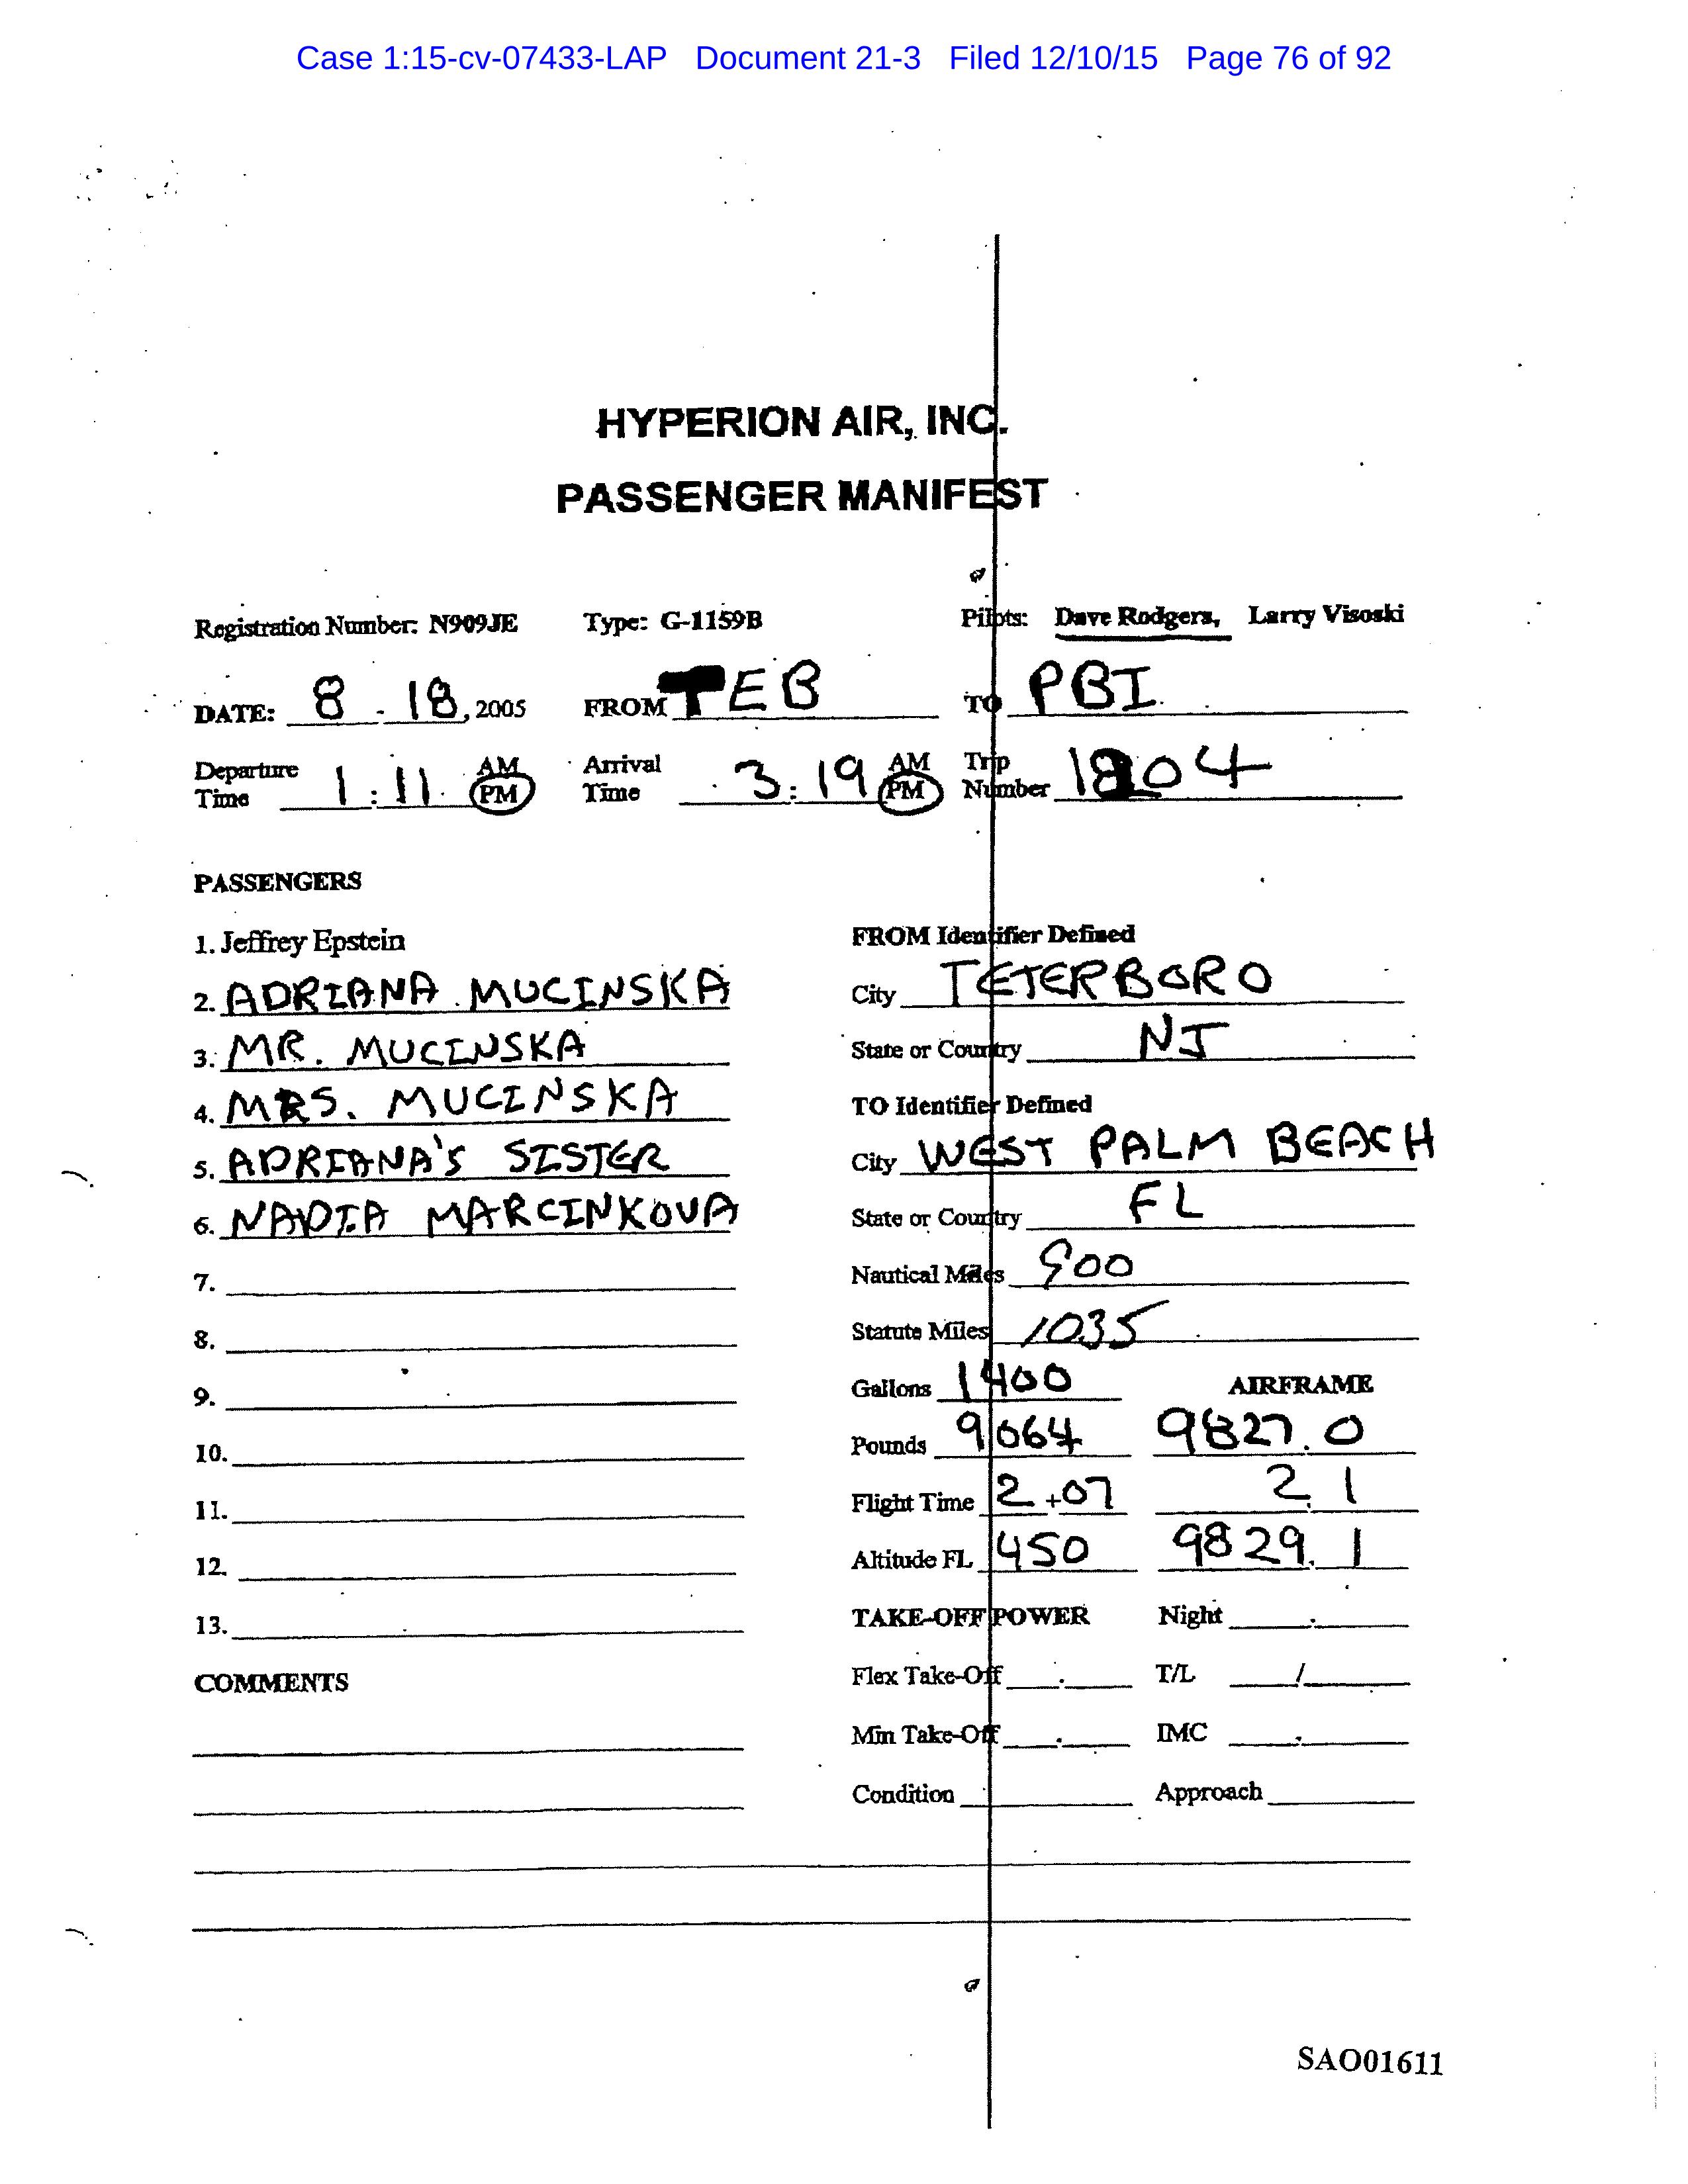 Case 1:15-cv-07433-LAP Document 21-3 Filed 12/10/15 Page 76 of 92
HYPERION AIR, INC.
PASSENGER MANIFEST
Registration Number: N909JE Type: G-1159B Pilots: Dave Rodgers, Larry Visoski
DATE: 8 - 18, 2005 FROM TEB TO PBI
Departure Time 1:11 AM PM Arrival Time 3:19 AM PM Trip Number 1804
PASSENGERS
1. Jeffrey Epstein
2. ADRIANA MUCINSKA
3. MR. MUCINSKA
4. MRS. MUCINSKA
5. ADRIANA'S SISTER
6. NADIA MARCINKOVA
7.
8.
9.
10.
11.
12.
13.
COMMENTS
FROM Identifier Defined
City TETERBORO
State or Country NJ
TO Identifier Defined
City WEST PALM BEACH
State or Country FL
Nautical Miles 900
Statute Miles 1035
Gallons 1400 AIRFRAME
Pounds 9064 9827.0
Flight Time 2+07 2.1
Altitude FL 450 9829.1
TAKE-OFF POWER Night .
Flex Take-Off . T/L /
Min Take-Off . IMC .
Condition Approach
SAO01611